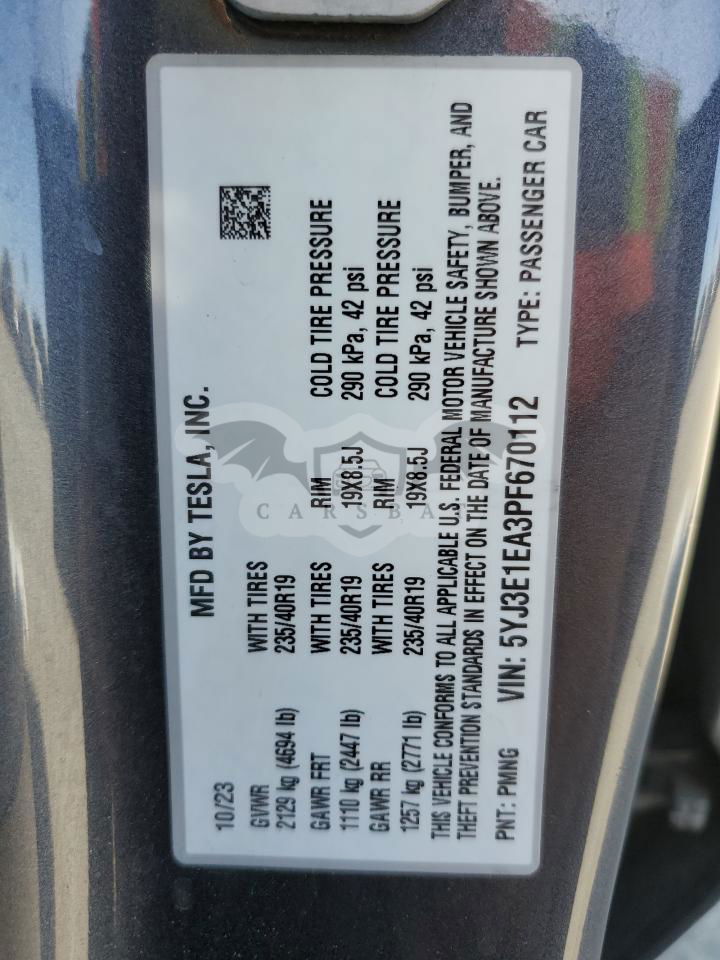 MFD BY TESLA, INC.
10/23
GVWR WITH TIRES
2129 kg (4694 lb) 235/40R19
GAWR FRT WITH TIRES RIM COLD TIRE PRESSURE
1110 kg (2447 lb) 235/40R19 19X8.5J 290 kPa, 42 psi
GAWR RR WITH TIRES RIM COLD TIRE PRESSURE
1257 kg (2771 lb) 235/40R19 19X8.5J 290 kPa, 42 psi
THIS VEHICLE CONFORMS TO ALL APPLICABLE U.S. FEDERAL MOTOR VEHICLE SAFETY, BUMPER, AND
THEFT PREVENTION STANDARDS IN EFFECT ON THE DATE OF MANUFACTURE SHOWN ABOVE.
PNT: PMNG VIN: 5YJ3E1EA3PF670112 TYPE: PASSENGER CAR